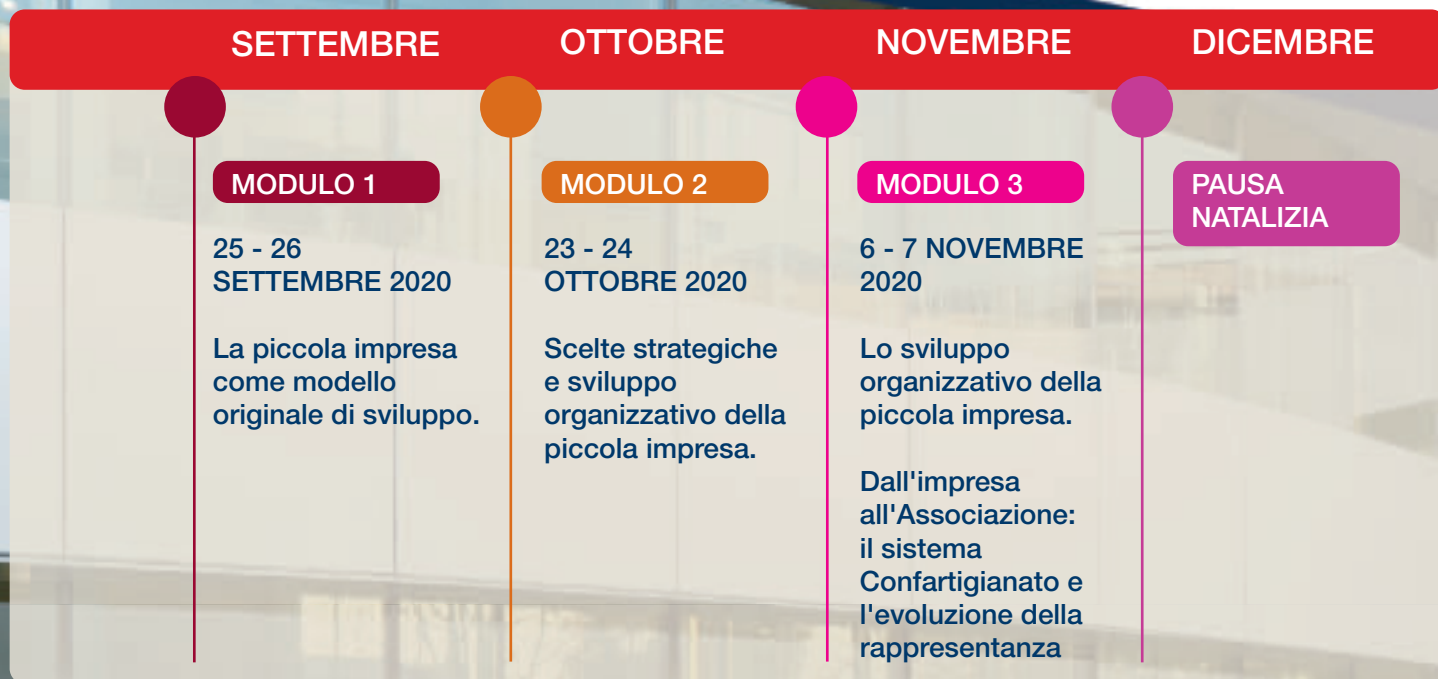 SETTEMBRE
OTTOBRE
NOVEMBRE
DICEMBRE
MODULO 1
25 - 26
SETTEMBRE 2020
La piccola impresa
come modello
originale di sviluppo.
MODULO 2
23 - 24
OTTOBRE 2020
Scelte strategiche
e sviluppo
organizzativo della
piccola impresa.
MODULO 3
6 - 7 NOVEMBRE
2020
Lo sviluppo
organizzativo della
piccola impresa.
Dall'impresa
all'Associazione:
il sistema
Confartigianato e
l'evoluzione della
rappresentanza
PAUSA
NATALIZIA